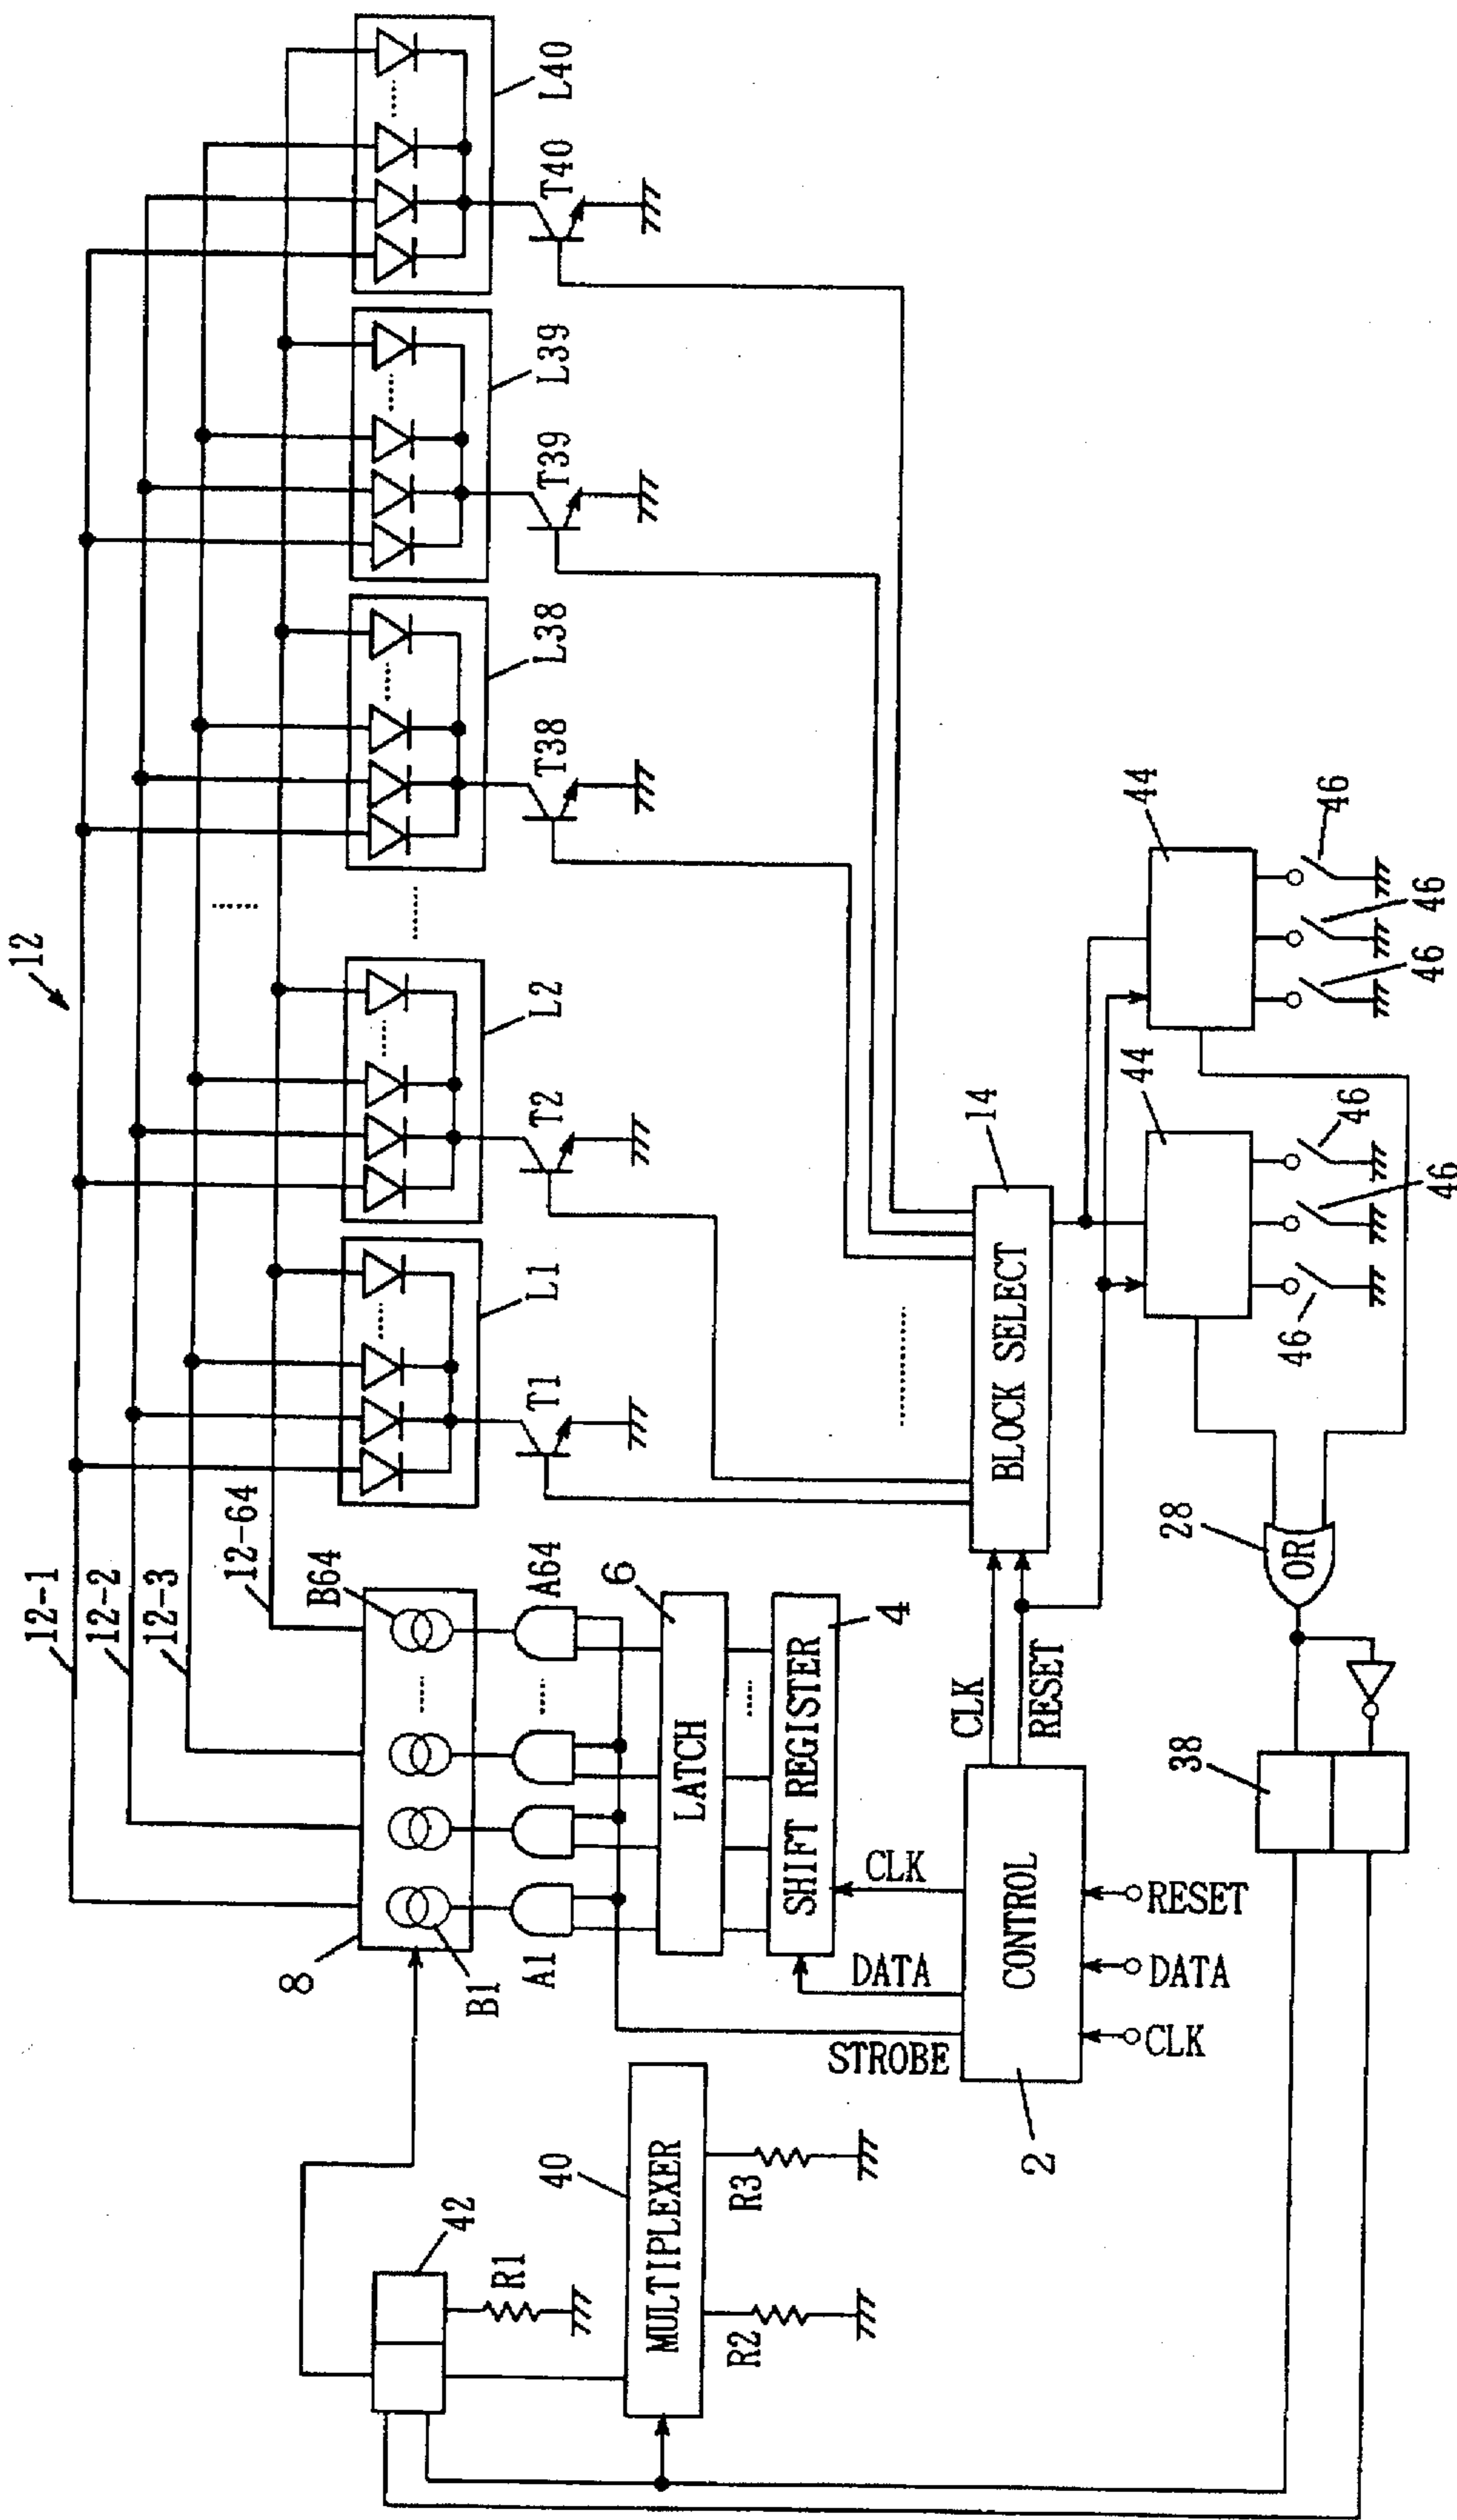 12
12-1
12-2
12-3
12-64
B64
8
B1
A1
A64
L1
L2
L38
L39
L40
T1
T2
T38
T39
T40
42
R1
40
MULTIPLEXER
R2
R3
LATCH
6
SHIFT REGISTER
4
STROBE
DATA
CLK
CONTROL
2
CLK
DATA
RESET
CLK
RESET
BLOCK SELECT
14
38
28
OR
44
44
46
46
46
46
46
46